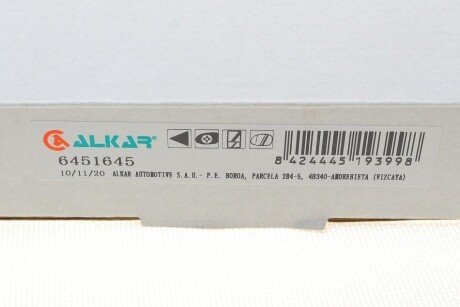 ALKAR®
6451645
8 424445 193998
10/11/20 ALKAR AUTOMOTIVE S.A.U.- P.E. BOROA, PARCELA 2B4-5, 48340-AMOREBIETA (VIZCAYA)